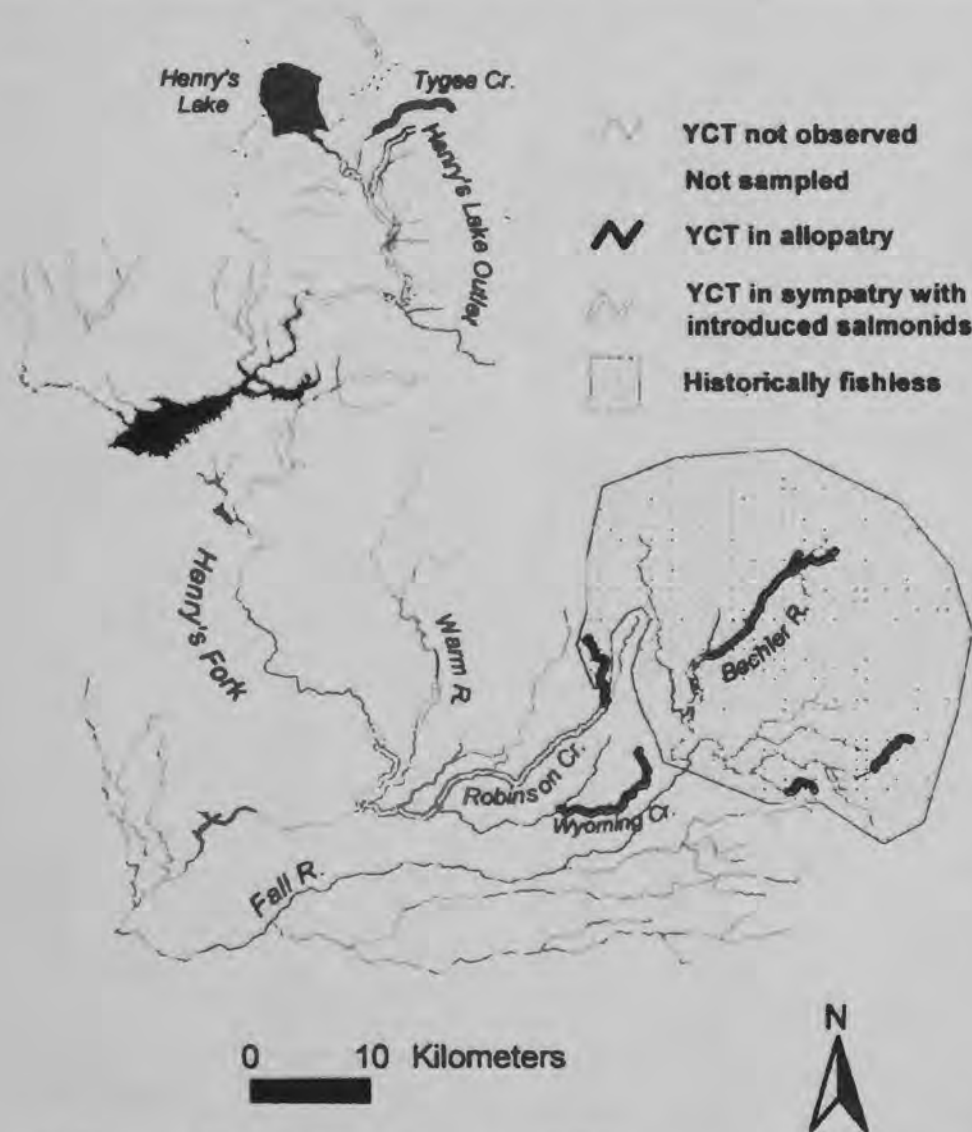 Henry's
Lake
Tygee Cr.
Henry's Lake Outlet
YCT not observed
Not sampled
YCT in allopatry
YCT in sympatry with
introduced salmonids
Historically fishless
Henry's Fork
Warm R.
Bechler R.
Robinson Cr.
Wyoming Cr.
Fall R.
0 10 Kilometers
N